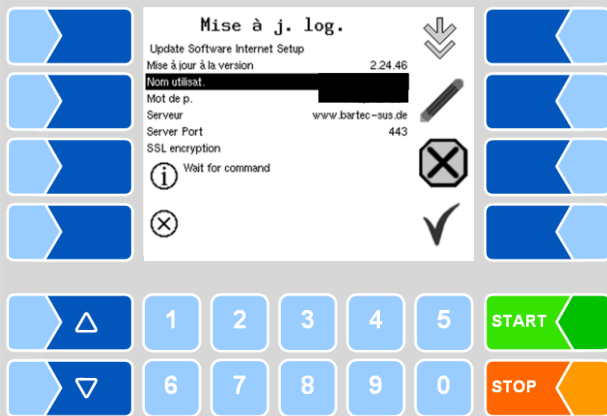 Mise à j. log.
Update Software Internet Setup
Mise à jour à la version 2.24.46
Nom utilisat.
Mot de p.
Serveur www.bartec-sus.de
Server Port 443
SSL encryption
Wait for command
1 2 3 4 5 START
6 7 8 9 0 STOP